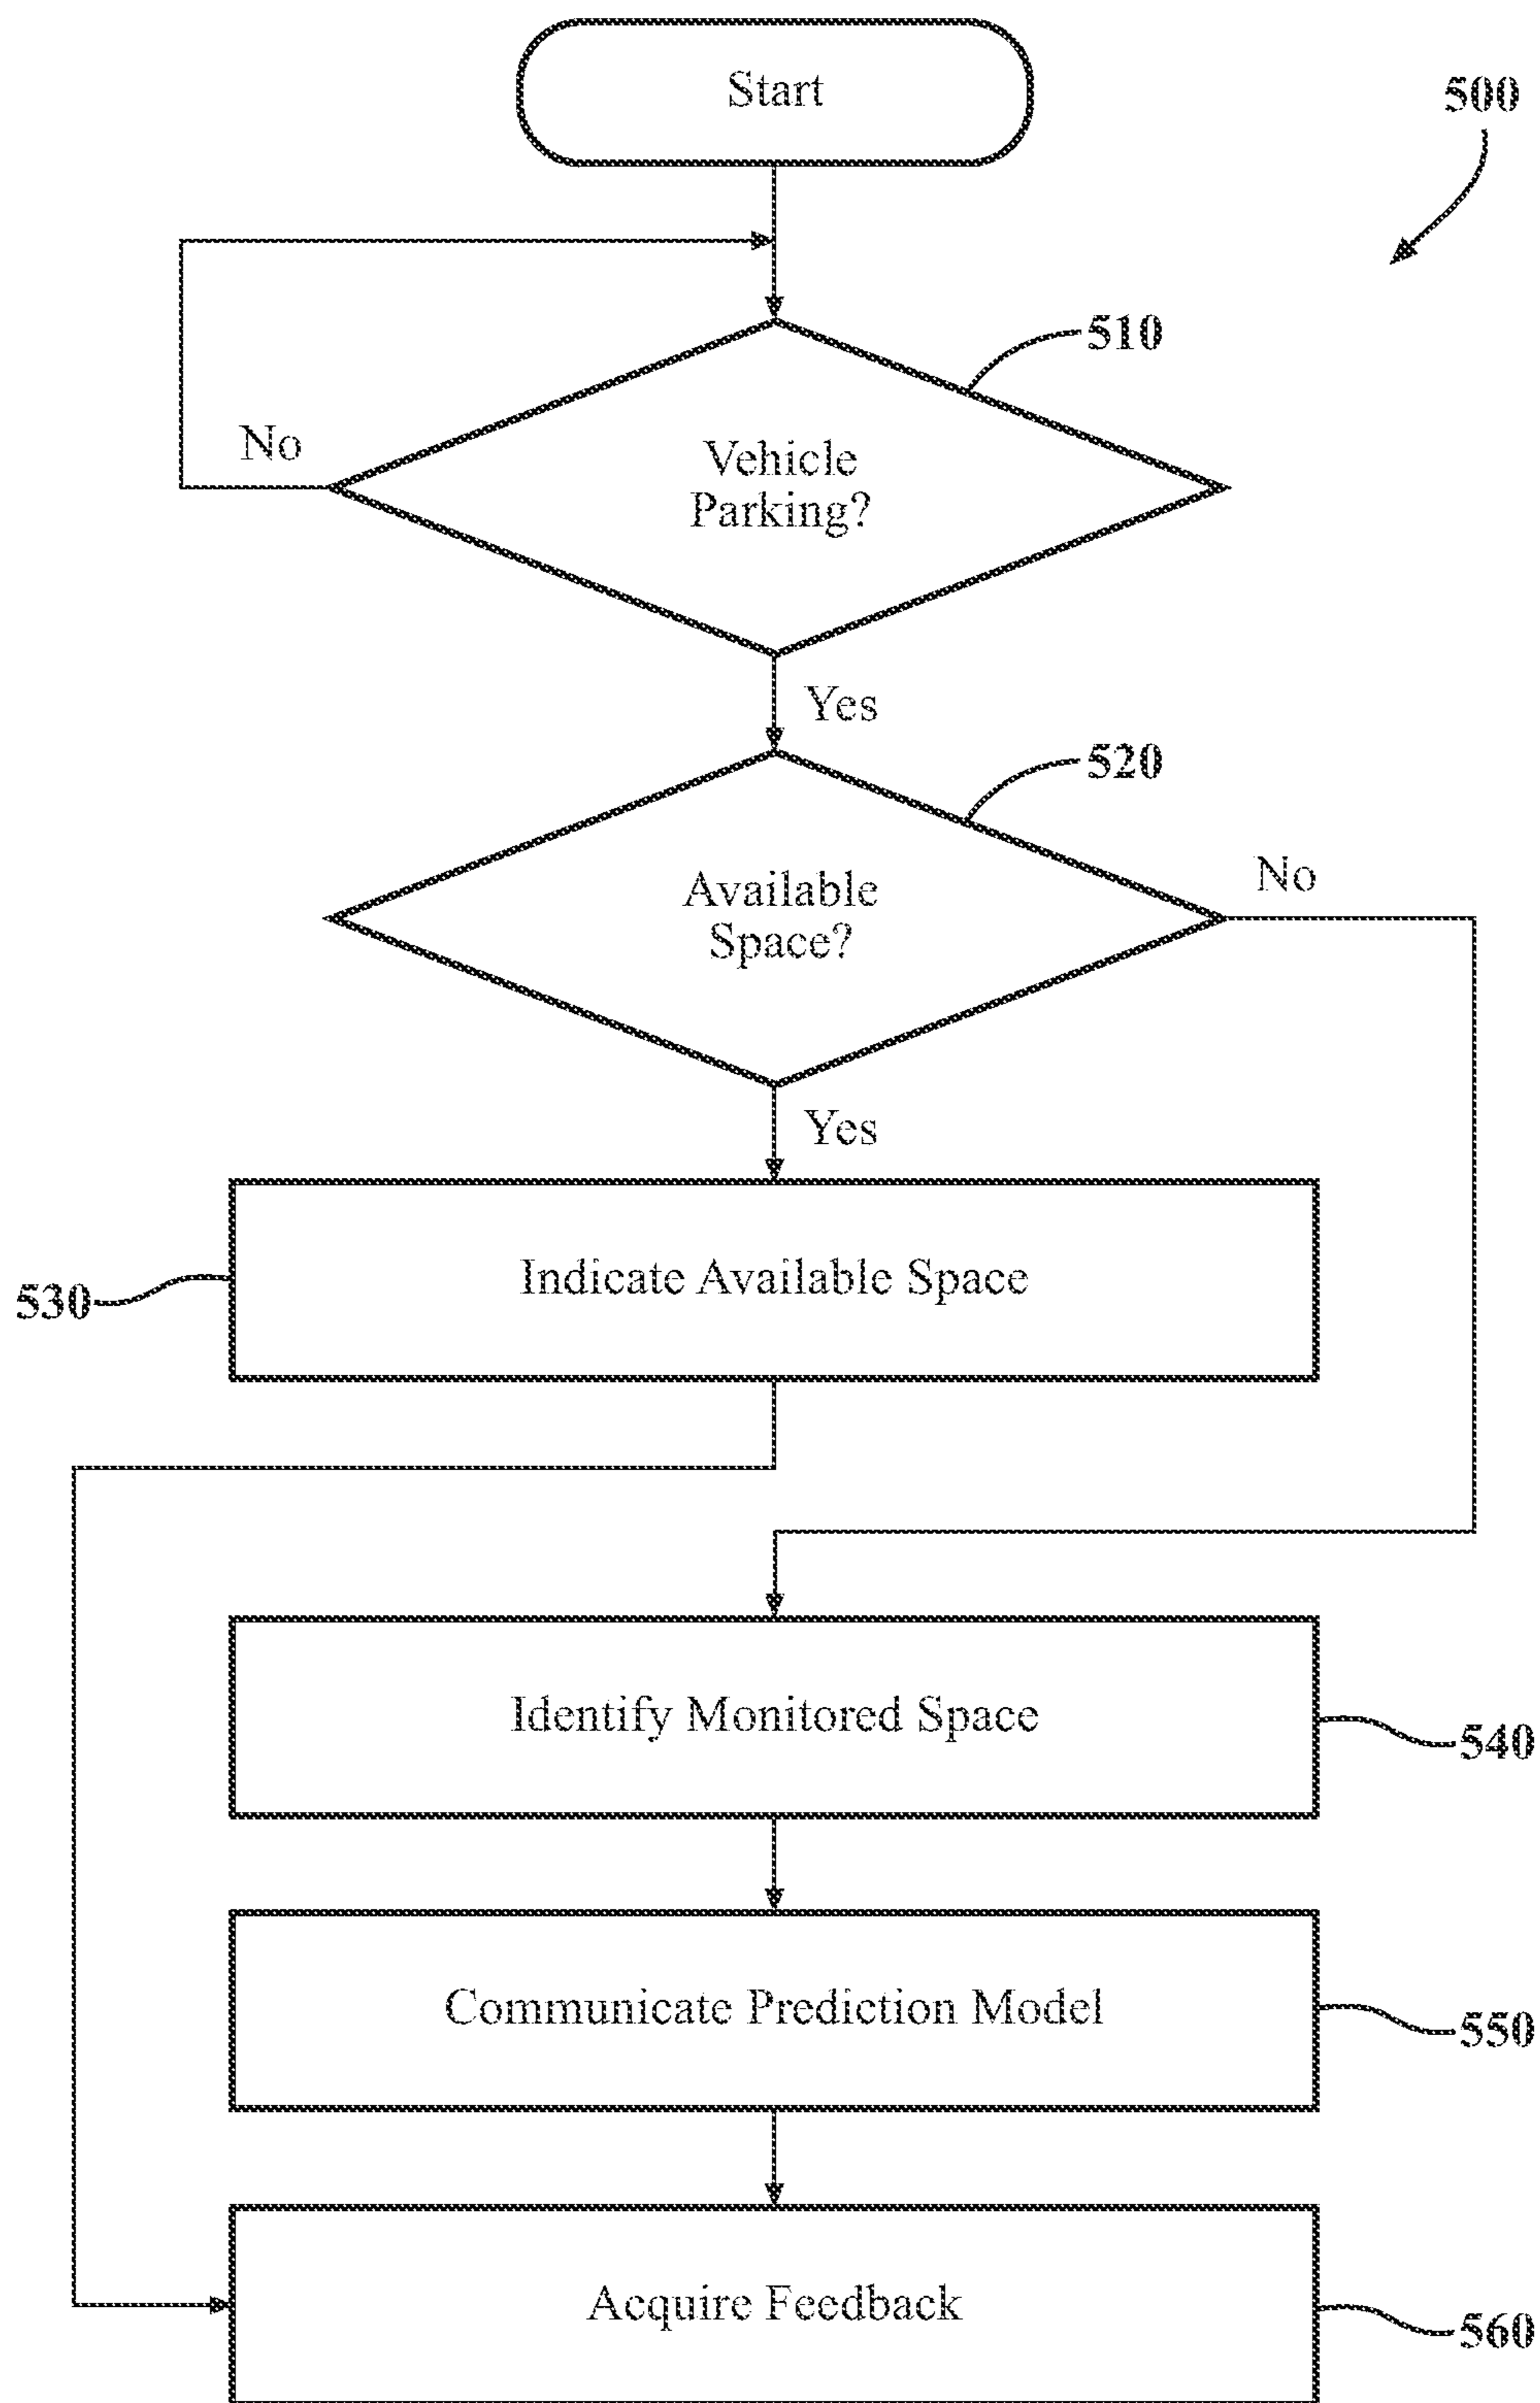 Start
500
510
No
Vehicle
Parking?
Yes
520
No
Available
Space?
Yes
Indicate Available Space
530
Identify Monitored Space
540
Communicate Prediction Model
550
Acquire Feedback
560